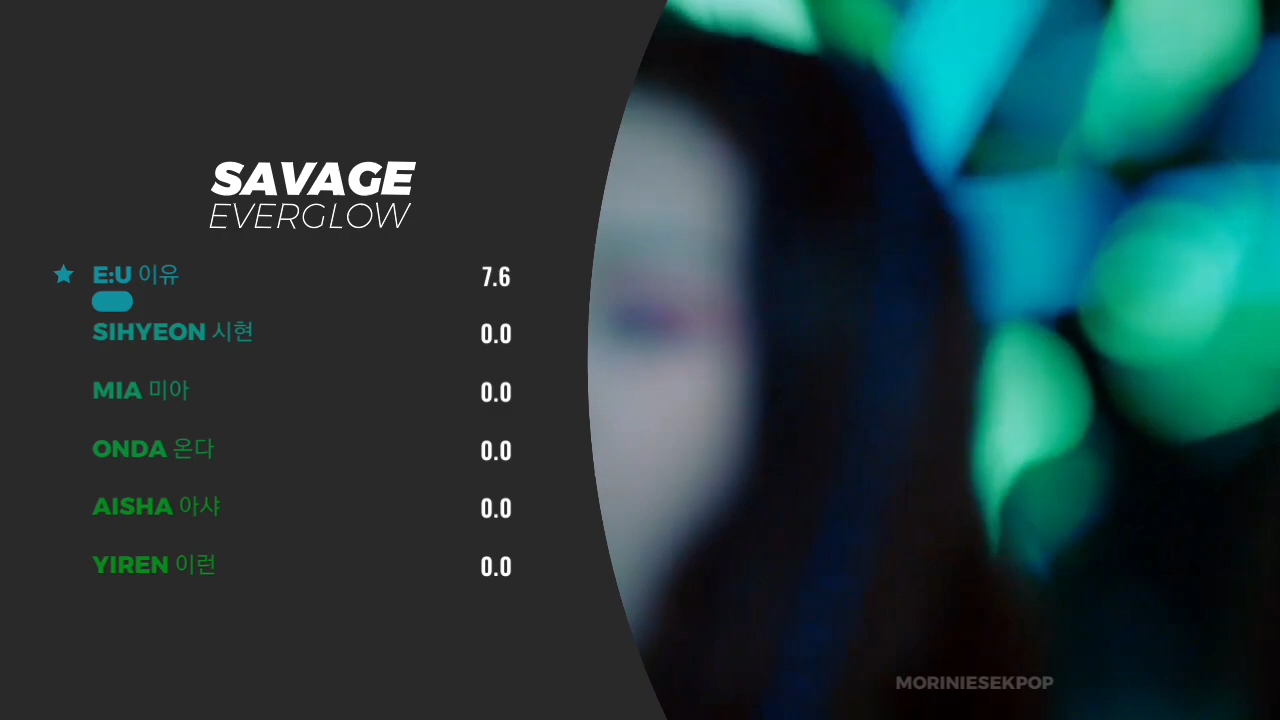 SAVAGE
EVERGLOW
E:U 이유 7.6
SIHYEON 시현 0.0
MIA 미아 0.0
ONDA 온다 0.0
AISHA 아샤 0.0
YIREN 이런 0.0
MORINIESEKPOP